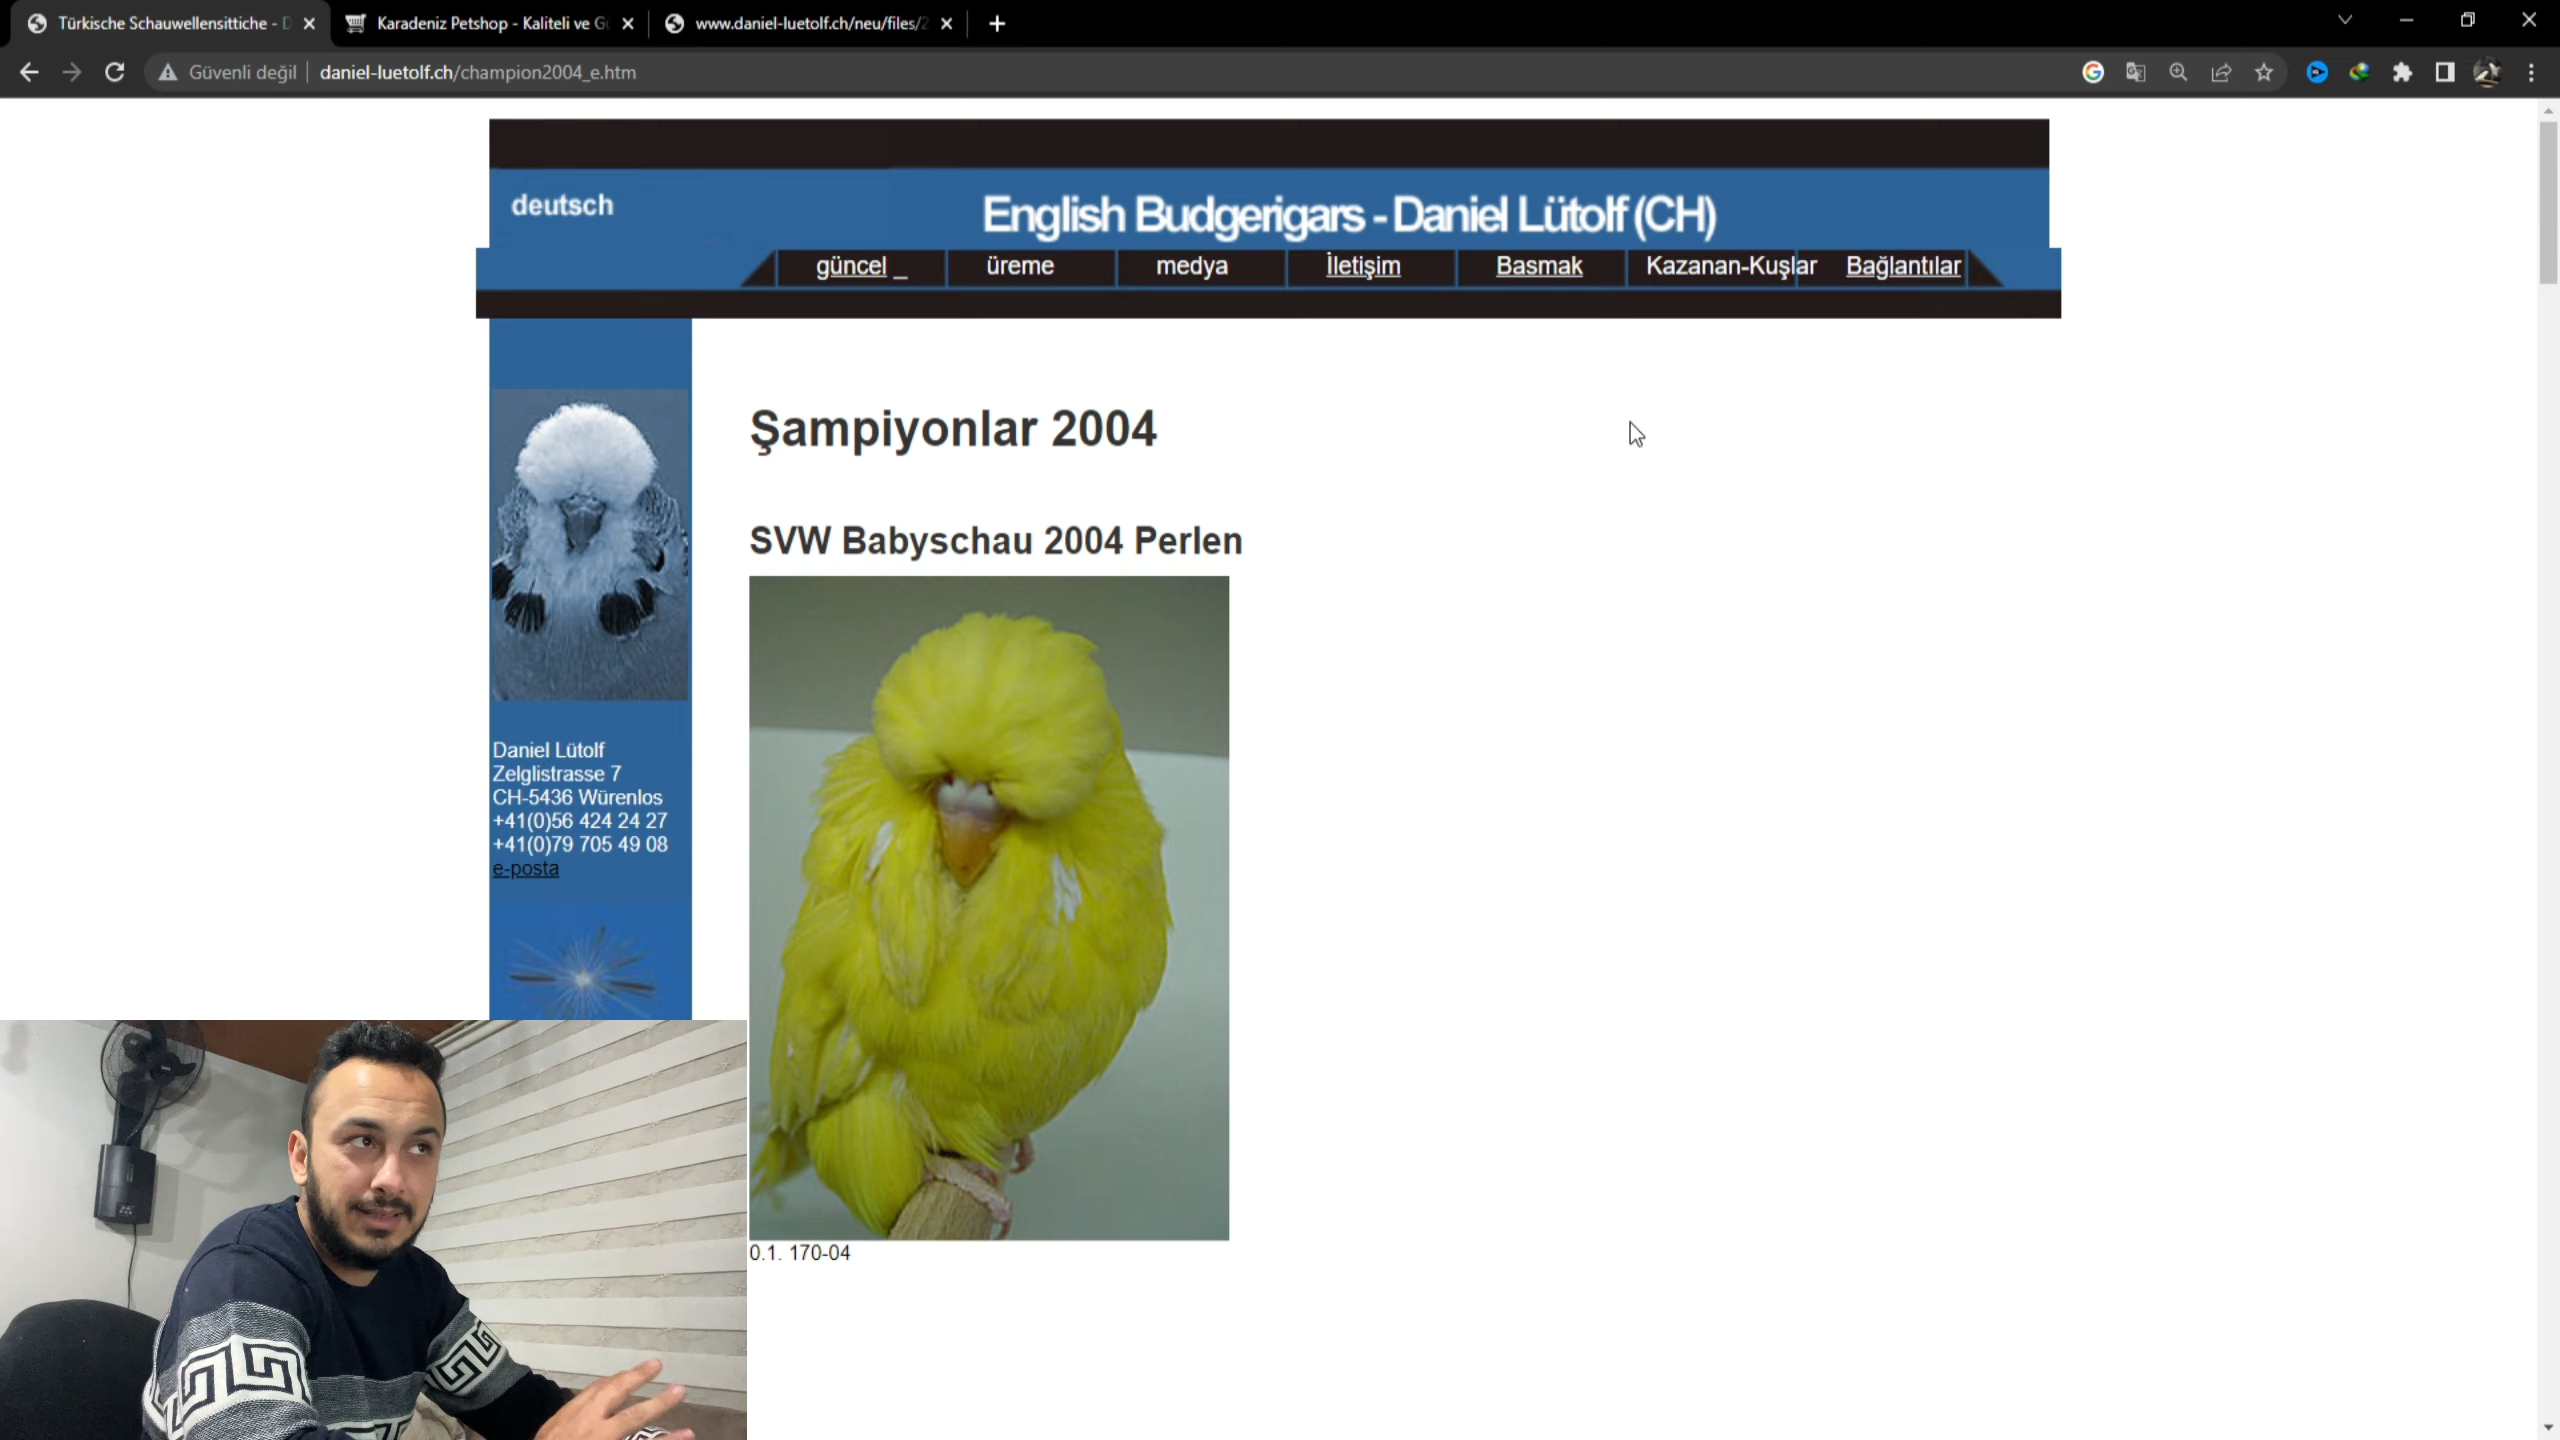 Türkische Schauwellensittiche - D
Karadeniz Petshop - Kaliteli ve Gü
www.daniel-luetolf.ch/neu/files/2
Güvenli değil
daniel-luetolf.ch/champion2004_e.htm
deutsch
English Budgerigars - Daniel Lütolf (CH)
güncel _
üreme
medya
İletişim
Basmak
Kazanan-Kuşlar
Bağlantılar
Şampiyonlar 2004
SVW Babyschau 2004 Perlen
Daniel Lütolf
Zelglistrasse 7
CH-5436 Würenlos
+41(0)56 424 24 27
+41(0)79 705 49 08
e-posta
0.1. 170-04